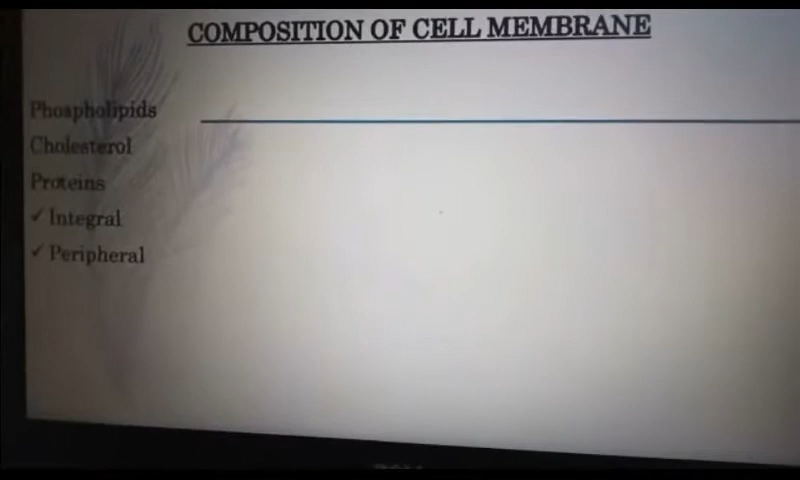 COMPOSITION OF CELL MEMBRANE
Phospholipids
Cholesterol
Proteins
✓ Integral
✓ Peripheral